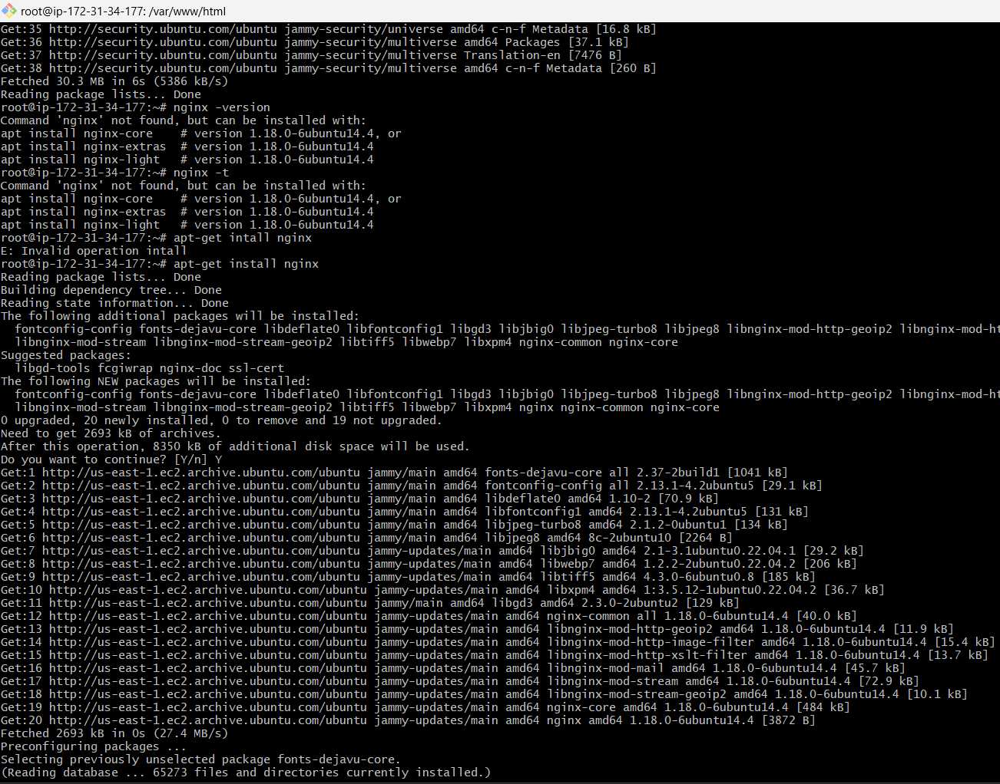 root@ip-172-31-34-177: /var/www/html
Get:35 http://security.ubuntu.com/ubuntu jammy-security/universe amd64 c-n-f Metadata [16.8 kB]
Get:36 http://security.ubuntu.com/ubuntu jammy-security/multiverse amd64 Packages [37.1 kB]
Get:37 http://security.ubuntu.com/ubuntu jammy-security/multiverse Translation-en [7476 B]
Get:38 http://security.ubuntu.com/ubuntu jammy-security/multiverse amd64 c-n-f Metadata [260 B]
Fetched 30.3 MB in 6s (5386 kB/s)
Reading package lists... Done
root@ip-172-31-34-177:~# nginx -version
Command 'nginx' not found, but can be installed with:
apt install nginx-core    # version 1.18.0-6ubuntu14.4, or
apt install nginx-extras  # version 1.18.0-6ubuntu14.4
apt install nginx-light   # version 1.18.0-6ubuntu14.4
root@ip-172-31-34-177:~# nginx -t
Command 'nginx' not found, but can be installed with:
apt install nginx-core    # version 1.18.0-6ubuntu14.4, or
apt install nginx-extras  # version 1.18.0-6ubuntu14.4
apt install nginx-light   # version 1.18.0-6ubuntu14.4
root@ip-172-31-34-177:~# apt-get intall nginx
E: Invalid operation intall
root@ip-172-31-34-177:~# apt-get install nginx
Reading package lists... Done
Building dependency tree... Done
Reading state information... Done
The following additional packages will be installed:
  fontconfig-config fonts-dejavu-core libdeflate0 libfontconfig1 libgd3 libjbig0 libjpeg-turbo8 libjpeg8 libnginx-mod-http-geoip2 libnginx-mod-ht
  libnginx-mod-stream libnginx-mod-stream-geoip2 libtiff5 libwebp7 libxpm4 nginx-common nginx-core
Suggested packages:
  libgd-tools fcgiwrap nginx-doc ssl-cert
The following NEW packages will be installed:
  fontconfig-config fonts-dejavu-core libdeflate0 libfontconfig1 libgd3 libjbig0 libjpeg-turbo8 libjpeg8 libnginx-mod-http-geoip2 libnginx-mod-ht
  libnginx-mod-stream libnginx-mod-stream-geoip2 libtiff5 libwebp7 libxpm4 nginx nginx-common nginx-core
0 upgraded, 20 newly installed, 0 to remove and 19 not upgraded.
Need to get 2693 kB of archives.
After this operation, 8350 kB of additional disk space will be used.
Do you want to continue? [Y/n] Y
Get:1 http://us-east-1.ec2.archive.ubuntu.com/ubuntu jammy/main amd64 fonts-dejavu-core all 2.37-2build1 [1041 kB]
Get:2 http://us-east-1.ec2.archive.ubuntu.com/ubuntu jammy/main amd64 fontconfig-config all 2.13.1-4.2ubuntu5 [29.1 kB]
Get:3 http://us-east-1.ec2.archive.ubuntu.com/ubuntu jammy/main amd64 libdeflate0 amd64 1.10-2 [70.9 kB]
Get:4 http://us-east-1.ec2.archive.ubuntu.com/ubuntu jammy/main amd64 libfontconfig1 amd64 2.13.1-4.2ubuntu5 [131 kB]
Get:5 http://us-east-1.ec2.archive.ubuntu.com/ubuntu jammy/main amd64 libjpeg-turbo8 amd64 2.1.2-0ubuntu1 [134 kB]
Get:6 http://us-east-1.ec2.archive.ubuntu.com/ubuntu jammy/main amd64 libjpeg8 amd64 8c-2ubuntu10 [2264 B]
Get:7 http://us-east-1.ec2.archive.ubuntu.com/ubuntu jammy-updates/main amd64 libjbig0 amd64 2.1-3.1ubuntu0.22.04.1 [29.2 kB]
Get:8 http://us-east-1.ec2.archive.ubuntu.com/ubuntu jammy-updates/main amd64 libwebp7 amd64 1.2.2-2ubuntu0.22.04.2 [206 kB]
Get:9 http://us-east-1.ec2.archive.ubuntu.com/ubuntu jammy-updates/main amd64 libtiff5 amd64 4.3.0-6ubuntu0.8 [185 kB]
Get:10 http://us-east-1.ec2.archive.ubuntu.com/ubuntu jammy-updates/main amd64 libxpm4 amd64 1:3.5.12-1ubuntu0.22.04.2 [36.7 kB]
Get:11 http://us-east-1.ec2.archive.ubuntu.com/ubuntu jammy/main amd64 libgd3 amd64 2.3.0-2ubuntu2 [129 kB]
Get:12 http://us-east-1.ec2.archive.ubuntu.com/ubuntu jammy-updates/main amd64 nginx-common all 1.18.0-6ubuntu14.4 [40.0 kB]
Get:13 http://us-east-1.ec2.archive.ubuntu.com/ubuntu jammy-updates/main amd64 libnginx-mod-http-geoip2 amd64 1.18.0-6ubuntu14.4 [11.9 kB]
Get:14 http://us-east-1.ec2.archive.ubuntu.com/ubuntu jammy-updates/main amd64 libnginx-mod-http-image-filter amd64 1.18.0-6ubuntu14.4 [15.4 kB]
Get:15 http://us-east-1.ec2.archive.ubuntu.com/ubuntu jammy-updates/main amd64 libnginx-mod-http-xslt-filter amd64 1.18.0-6ubuntu14.4 [13.7 kB]
Get:16 http://us-east-1.ec2.archive.ubuntu.com/ubuntu jammy-updates/main amd64 libnginx-mod-mail amd64 1.18.0-6ubuntu14.4 [45.7 kB]
Get:17 http://us-east-1.ec2.archive.ubuntu.com/ubuntu jammy-updates/main amd64 libnginx-mod-stream amd64 1.18.0-6ubuntu14.4 [72.9 kB]
Get:18 http://us-east-1.ec2.archive.ubuntu.com/ubuntu jammy-updates/main amd64 libnginx-mod-stream-geoip2 amd64 1.18.0-6ubuntu14.4 [10.1 kB]
Get:19 http://us-east-1.ec2.archive.ubuntu.com/ubuntu jammy-updates/main amd64 nginx-core amd64 1.18.0-6ubuntu14.4 [484 kB]
Get:20 http://us-east-1.ec2.archive.ubuntu.com/ubuntu jammy-updates/main amd64 nginx amd64 1.18.0-6ubuntu14.4 [3872 B]
Fetched 2693 kB in 0s (27.4 MB/s)
Preconfiguring packages ...
Selecting previously unselected package fonts-dejavu-core.
(Reading database ... 65273 files and directories currently installed.)